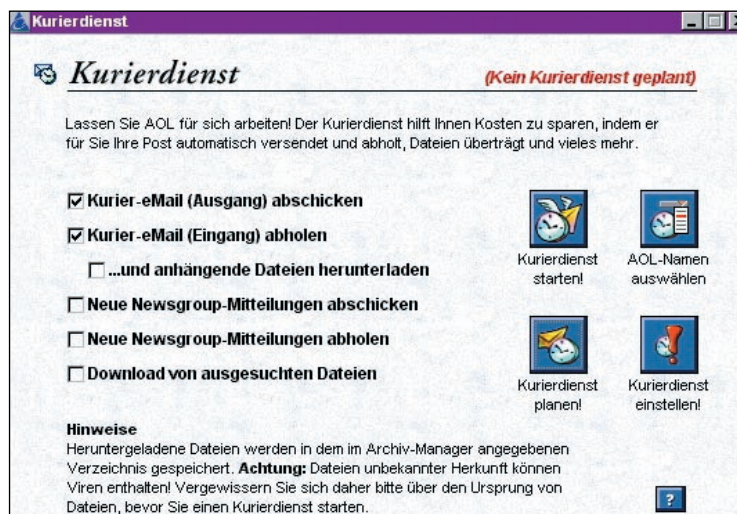 Kurierdienst
Kurierdienst
(Kein Kurierdienst geplant)
Lassen Sie AOL für sich arbeiten! Der Kurierdienst hilft Ihnen Kosten zu sparen, indem er
für Sie Ihre Post automatisch versendet und abholt, Dateien überträgt und vieles mehr.
Kurier-eMail (Ausgang) abschicken
Kurier-eMail (Eingang) abholen
...und anhängende Dateien herunterladen
Neue Newsgroup-Mitteilungen abschicken
Neue Newsgroup-Mitteilungen abholen
Download von ausgesuchten Dateien
Kurierdienst
starten!
AOL-Namen
auswählen
Kurierdienst
planen!
Kurierdienst
einstellen!
Hinweise
Heruntergeladene Dateien werden in dem im Archiv-Manager angegebenen
Verzeichnis gespeichert. Achtung: Dateien unbekannter Herkunft können
Viren enthalten! Vergewissern Sie sich daher bitte über den Ursprung von
Dateien, bevor Sie einen Kurierdienst starten.
?